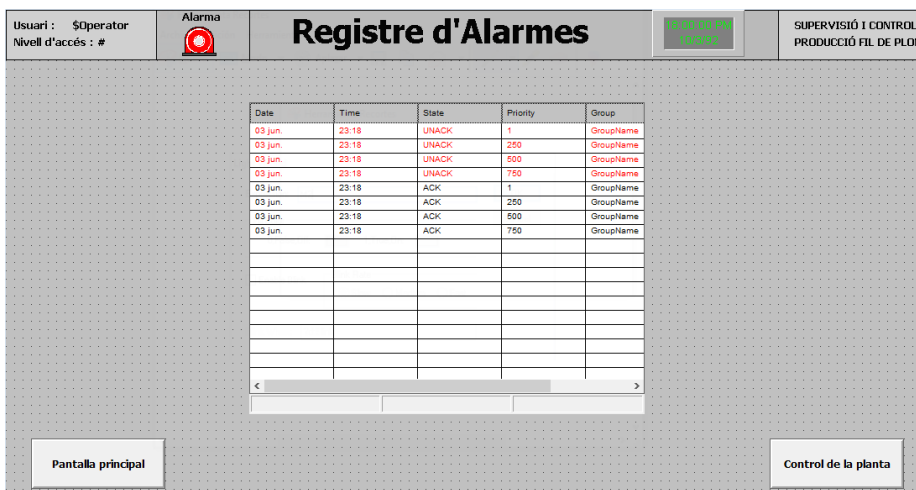 Usuari : $Operator
Nivell d'accés : #
Alarma
Registre d'Alarmes
SUPERVISIÓ I CONTROL
PRODUCCIÓ FIL DE
Date Time State Priority Group
03 jun. 23:18 UNACK 1 GroupName
03 jun. 23:18 UNACK 250 GroupName
03 jun. 23:18 UNACK 500 GroupName
03 jun. 23:18 UNACK 750 GroupName
03 jun. 23:18 ACK 1 GroupName
03 jun. 23:18 ACK 250 GroupName
03 jun. 23:18 ACK 500 GroupName
03 jun. 23:18 ACK 750 GroupName
Pantalla principal
Control de la planta